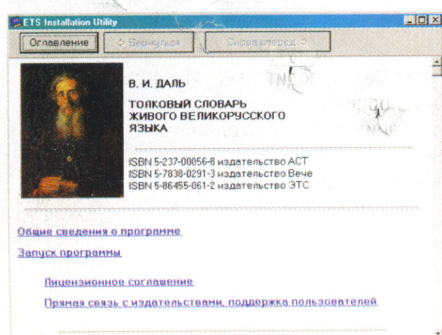 ETS Installation Utility
Оглавление
Вернуться
Снова вперед
В. И. ДАЛЬ
ТОЛКОВЫЙ СЛОВАРЬ
ЖИВОГО ВЕЛИКОРУССКОГО
ЯЗЫКА
ISBN 5-237-00056-8 издательство АСТ
ISBN 5-7838-0291-3 издательство Вече
ISBN 5-86455-061-2 издательство ЭТС
Общие сведения о программе
Запуск программы
Лицензионное соглашение
Прямая связь с издательствами, поддержка пользователей